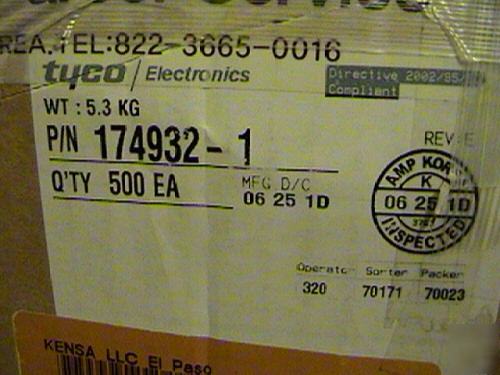 REA.TEL:822-3665-0016
tyco / Electronics
Directive 2002/95/
Compliant
WT : 5.3 KG
P/N 174932-1
REV:E
Q'TY 500 EA
MFG D/C
06 25 1D
AMP KOR
K
06 25 1D
INSPECTED
Operator Sorter Packer
320 70171 70023
KENSA LLC El Paso